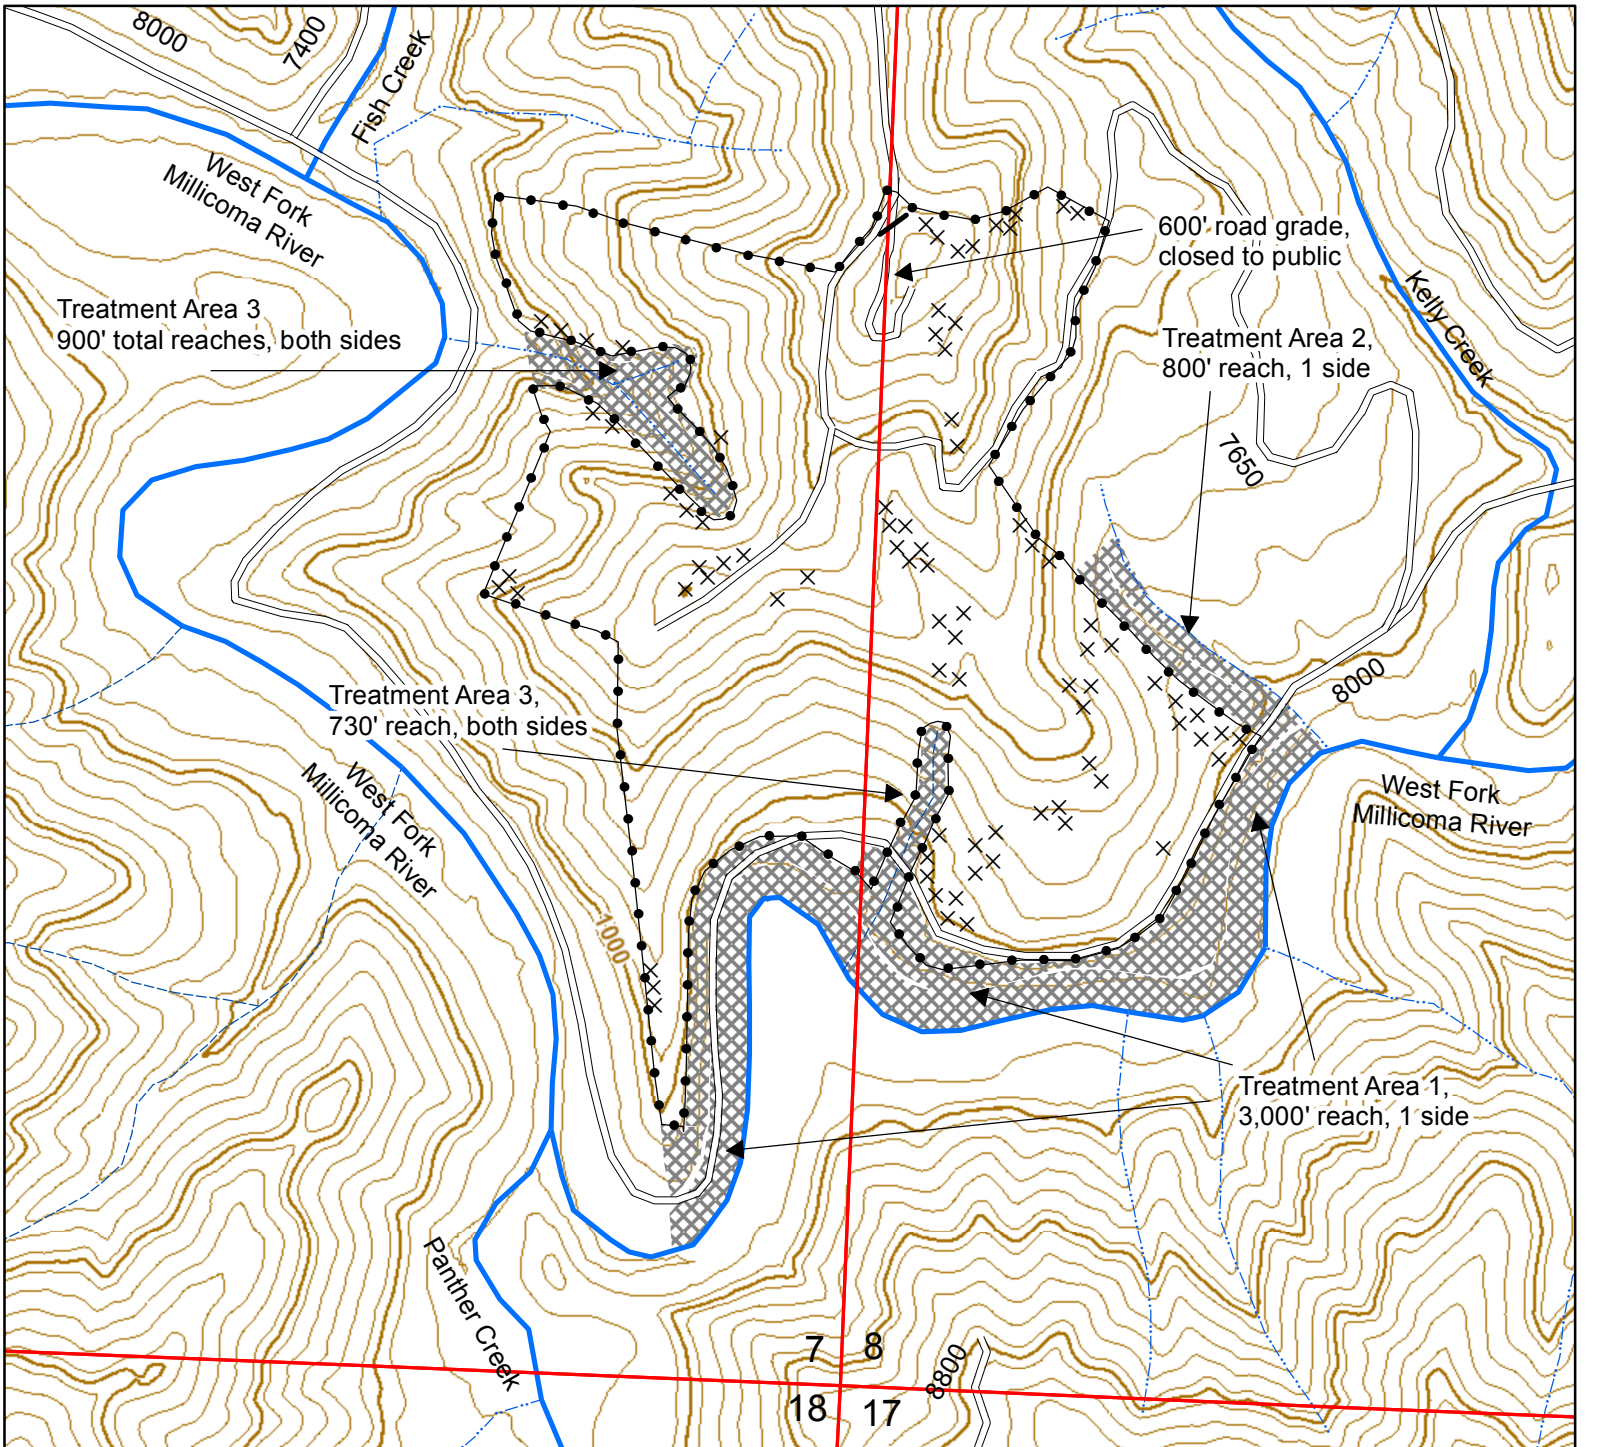 8000
7400
Fish Creek
West Fork
Millicoma River
600' road grade,
closed to public
Kelly Creek
Treatment Area 3
900' total reaches, both sides
Treatment Area 2,
800' reach, 1 side
7650
8000
Treatment Area 3,
730' reach, both sides
West Fork
Millicoma River
West Fork
Millicoma River
1000
Treatment Area 1,
3,000' reach, 1 side
Panther Creek
7
8
8800
18
17